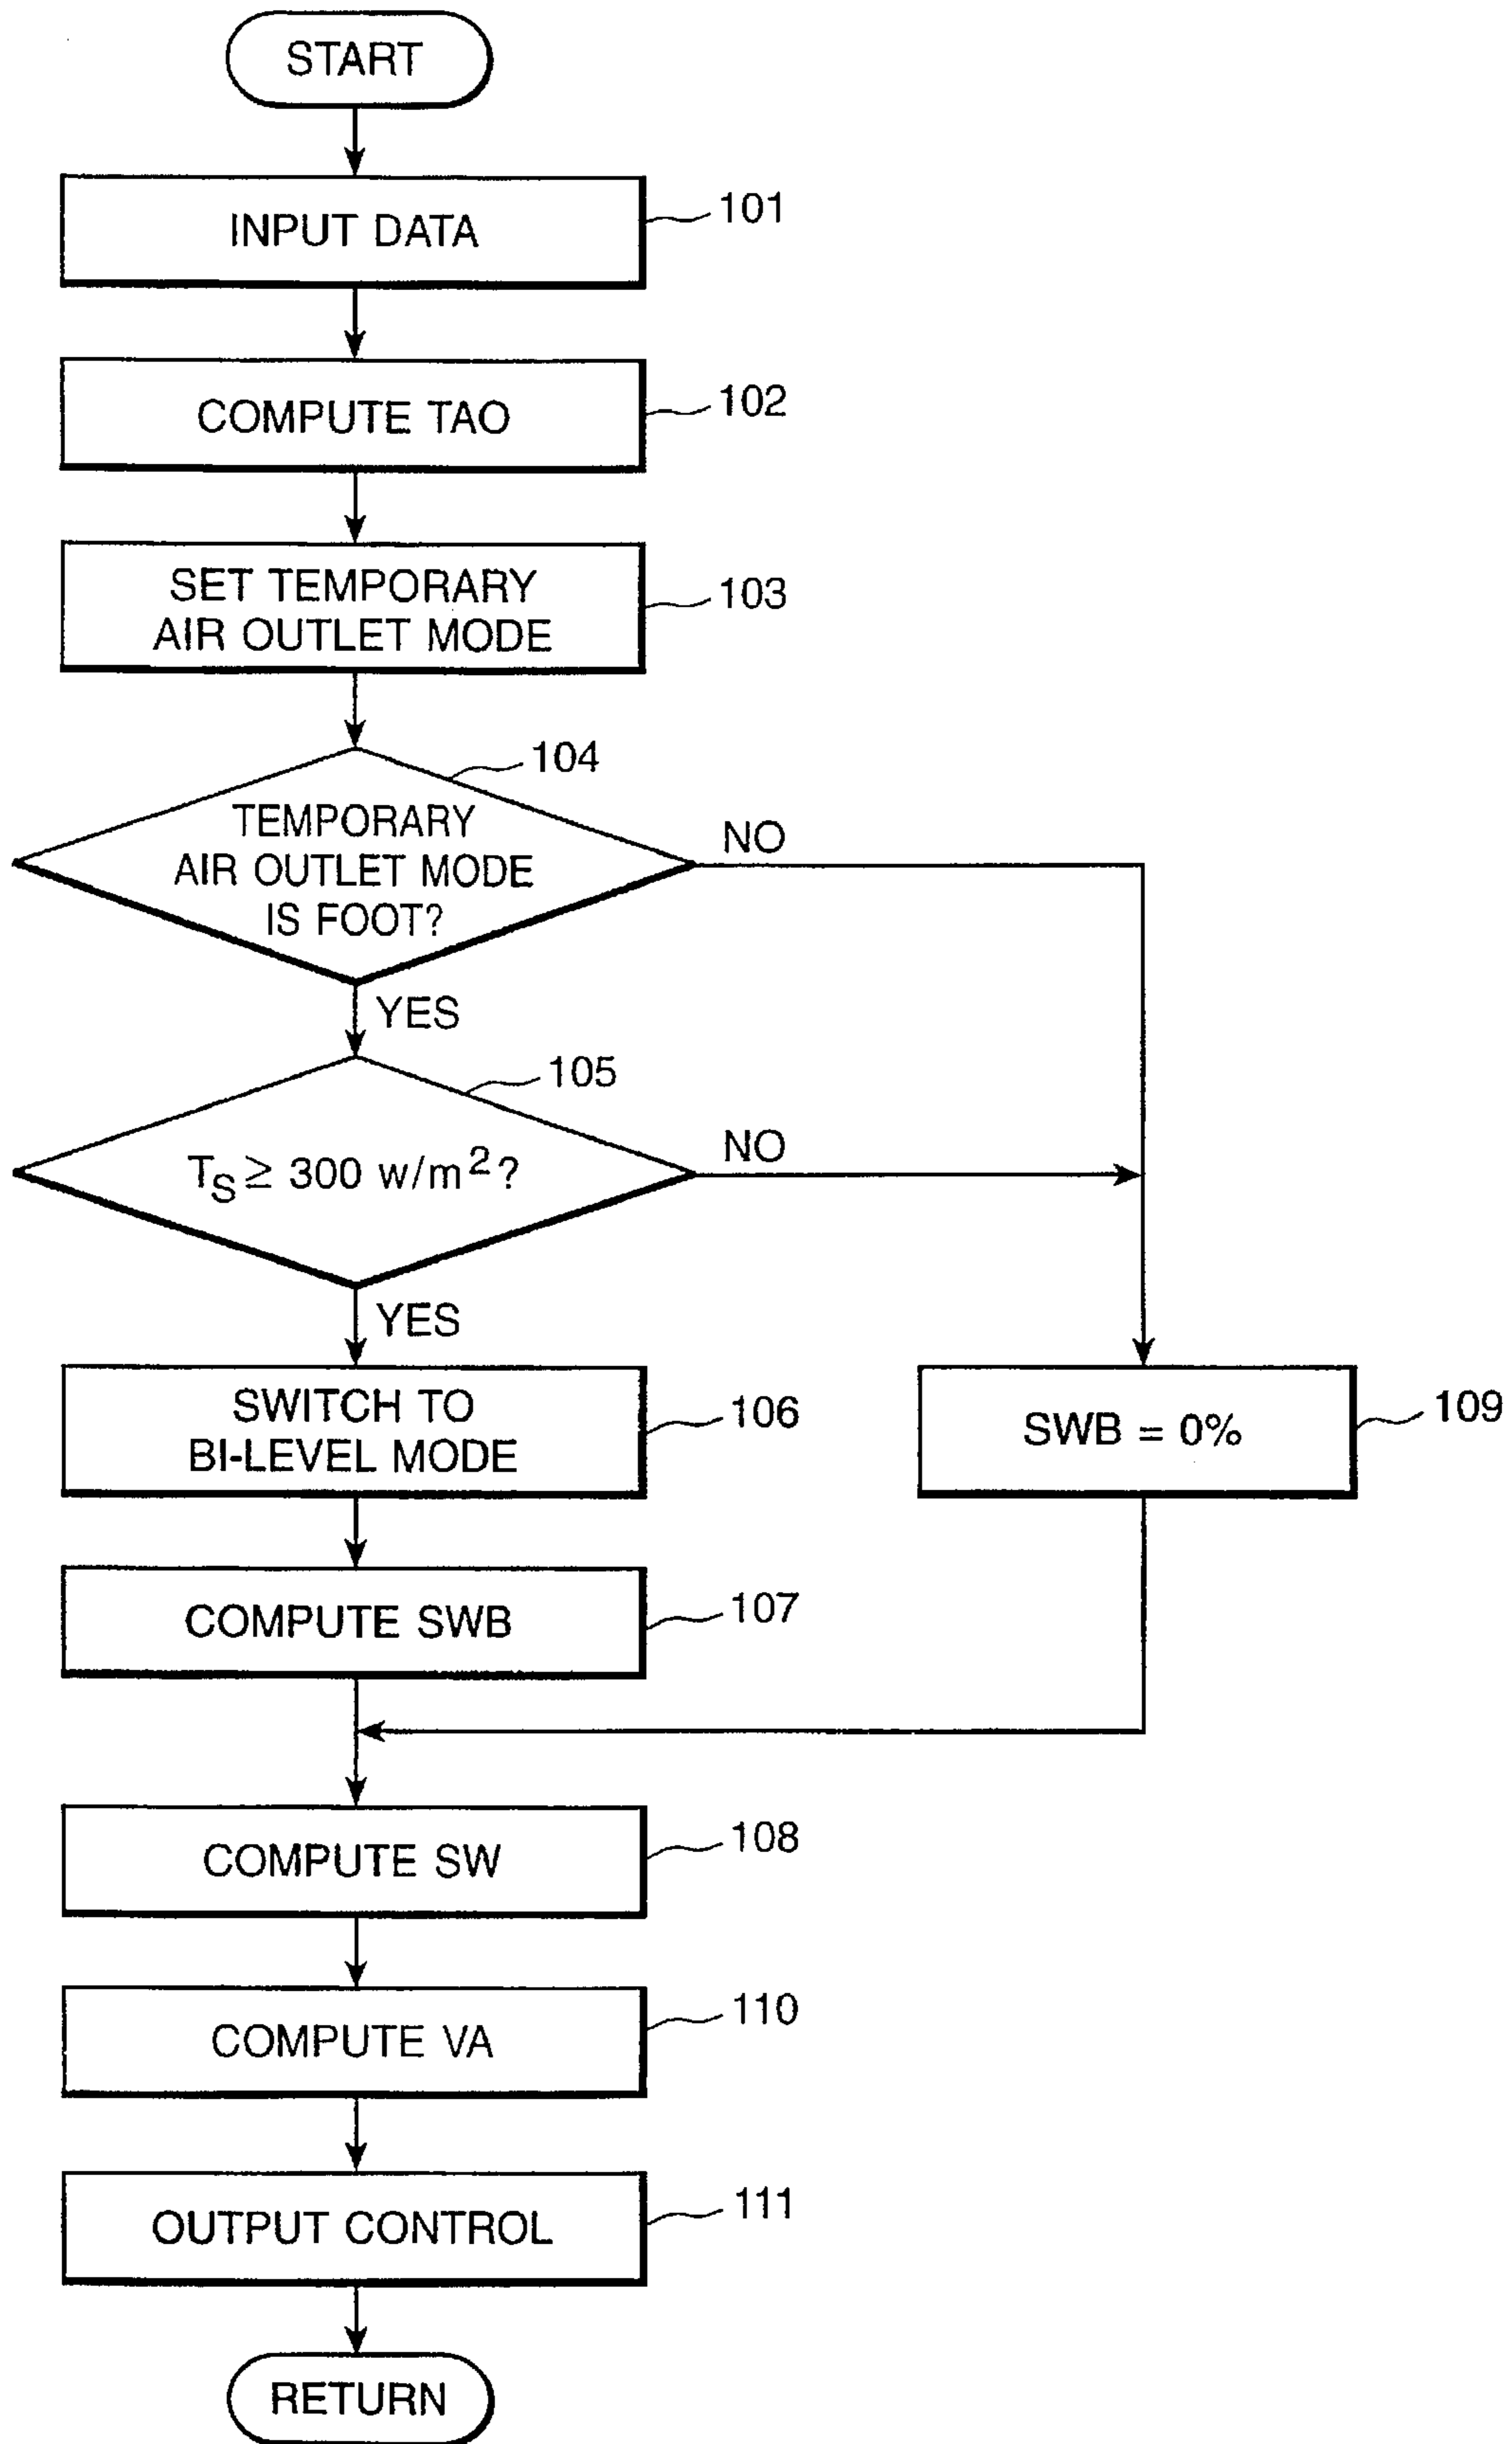 START
INPUT DATA
101
COMPUTE TAO
102
SET TEMPORARY
AIR OUTLET MODE
103
104
TEMPORARY
AIR OUTLET MODE
IS FOOT?
NO
YES
105
TS ≥ 300 w/m²?
NO
YES
SWITCH TO
BI-LEVEL MODE
106
SWB = 0%
109
COMPUTE SWB
107
COMPUTE SW
108
COMPUTE VA
110
OUTPUT CONTROL
111
RETURN